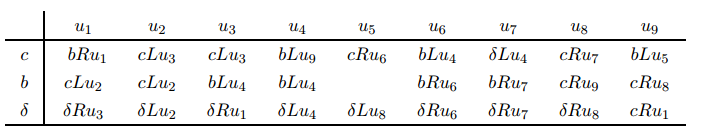 u₁ u₂ u₃ u₄ u₅ u₆ u₇ u₈ u₉
c bRu₁ cLu₃ cLu₃ bLu₉ cRu₆ bLu₄ δLu₄ cRu₇ bLu₅
b cLu₂ cLu₂ bLu₄ bLu₄ bRu₆ bRu₇ cRu₉ cRu₈
δ δRu₃ δLu₂ δRu₁ δLu₄ δLu₈ δRu₆ δRu₇ δRu₈ cRu₁